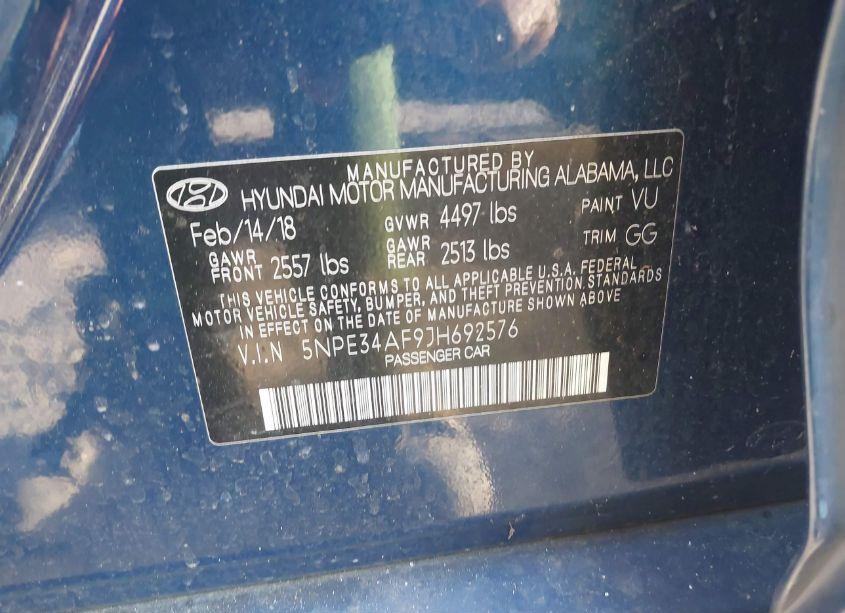 MANUFACTURED BY
HYUNDAI MOTOR MANUFACTURING ALABAMA, LLC
Feb/14/18 GVWR 4497 lbs PAINT VU
GAWR FRONT 2557 lbs GAWR REAR 2513 lbs TRIM GG
THIS VEHICLE CONFORMS TO ALL APPLICABLE U.S.A. FEDERAL
MOTOR VEHICLE SAFETY, BUMPER, AND THEFT PREVENTION STANDARDS
IN EFFECT ON THE DATE OF MANUFACTURE SHOWN ABOVE
V.I.N 5NPE34AF9JH692576
PASSENGER CAR